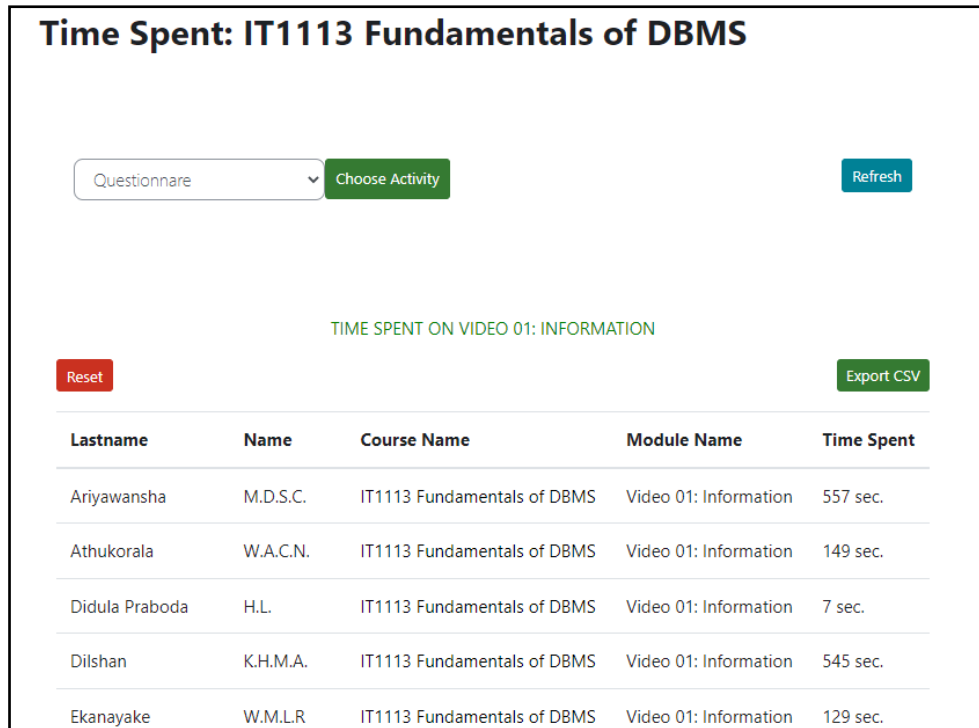 Time Spent: IT1113 Fundamentals of DBMS
Questionnare Choose Activity Refresh
TIME SPENT ON VIDEO 01: INFORMATION
Reset Export CSV
Lastname Name Course Name Module Name Time Spent
Ariyawansha M.D.S.C. IT1113 Fundamentals of DBMS Video 01: Information 557 sec.
Athukorala W.A.C.N. IT1113 Fundamentals of DBMS Video 01: Information 149 sec.
Didula Praboda H.L. IT1113 Fundamentals of DBMS Video 01: Information 7 sec.
Dilshan K.H.M.A. IT1113 Fundamentals of DBMS Video 01: Information 545 sec.
Ekanayake W.M.L.R IT1113 Fundamentals of DBMS Video 01: Information 129 sec.